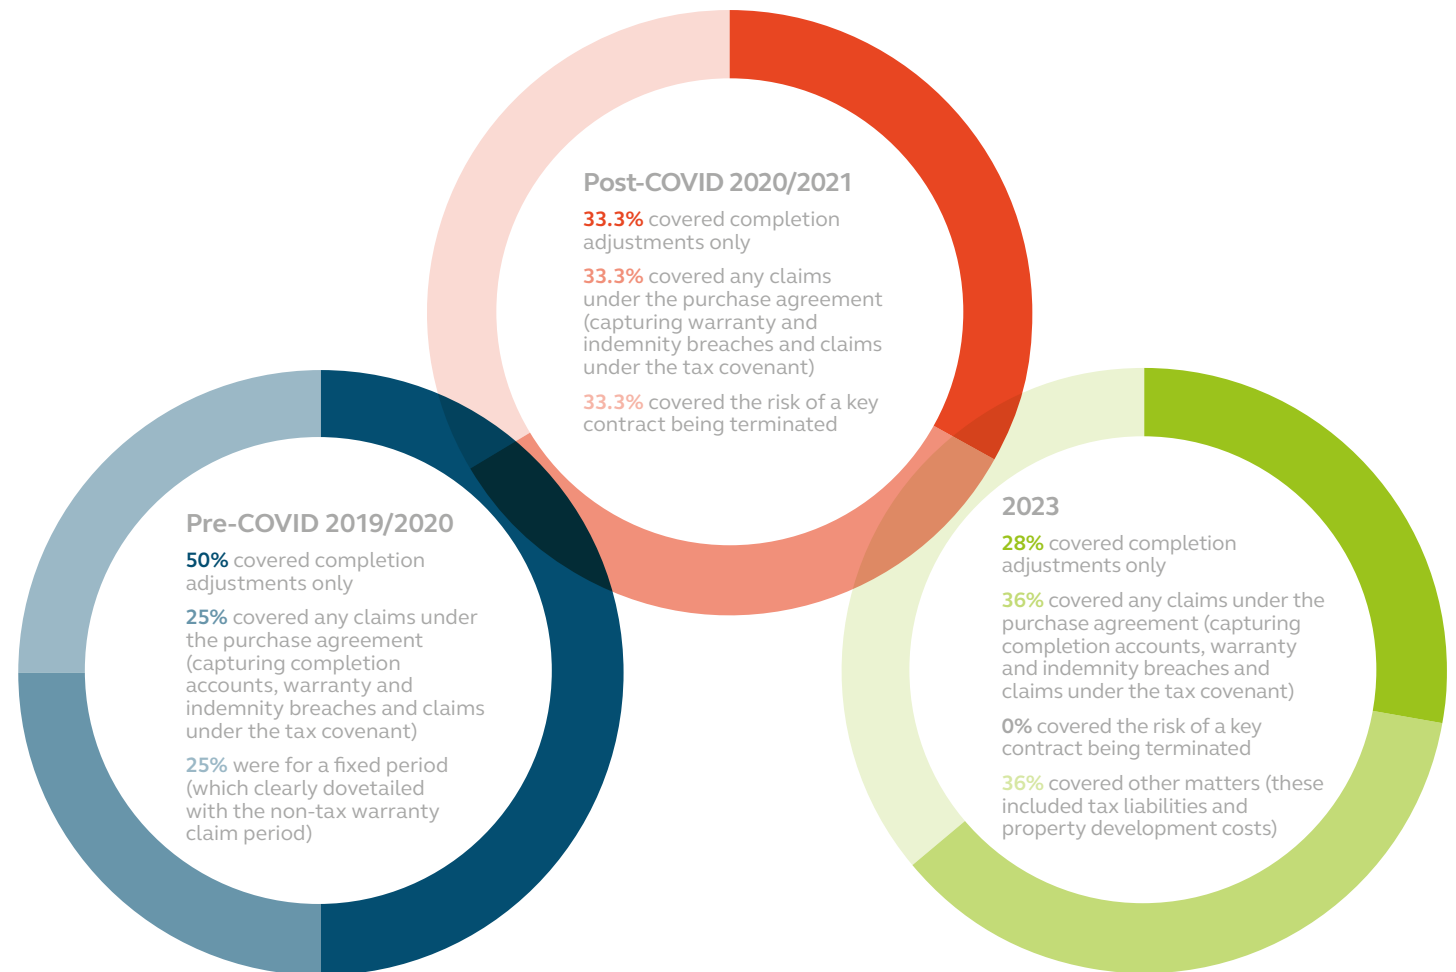 Post-COVID 2020/2021
33.3% covered completion
adjustments only
33.3% covered any claims
under the purchase agreement
(capturing warranty and
indemnity breaches and claims
under the tax covenant)
33.3% covered the risk of a key
contract being terminated
Pre-COVID 2019/2020
50% covered completion
adjustments only
25% covered any claims under
the purchase agreement
(capturing completion
accounts, warranty and
indemnity breaches and claims
under the tax covenant)
25% were for a fixed period
(which clearly dovetailed
with the non-tax warranty
claim period)
2023
28% covered completion
adjustments only
36% covered any claims under the
purchase agreement (capturing
completion accounts, warranty
and indemnity breaches and
claims under the tax covenant)
0% covered the risk of a key
contract being terminated
36% covered other matters (these
included tax liabilities and
property development costs)